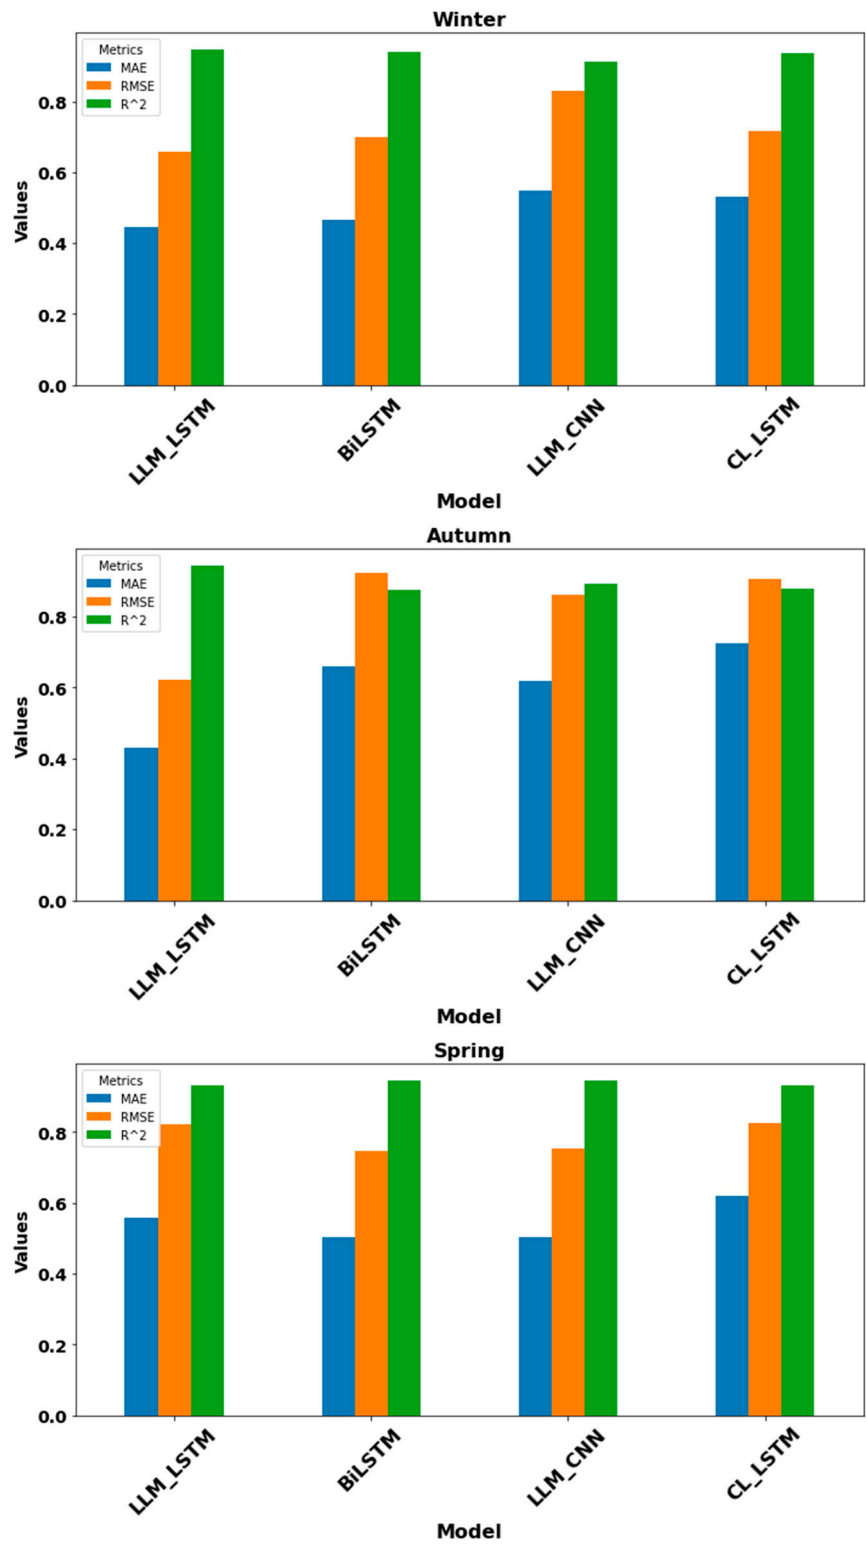 Winter
Metrics
MAE
RMSE
R^2
0.8
0.6
0.4
0.2
0.0
Values
LLM_LSTM
BiLSTM
LLM_CNN
CL_LSTM
Model
Autumn
Metrics
MAE
RMSE
R^2
0.8
0.6
0.4
0.2
0.0
Values
LLM_LSTM
BiLSTM
LLM_CNN
CL_LSTM
Model
Spring
Metrics
MAE
RMSE
R^2
0.8
0.6
0.4
0.2
0.0
Values
LLM_LSTM
BiLSTM
LLM_CNN
CL_LSTM
Model